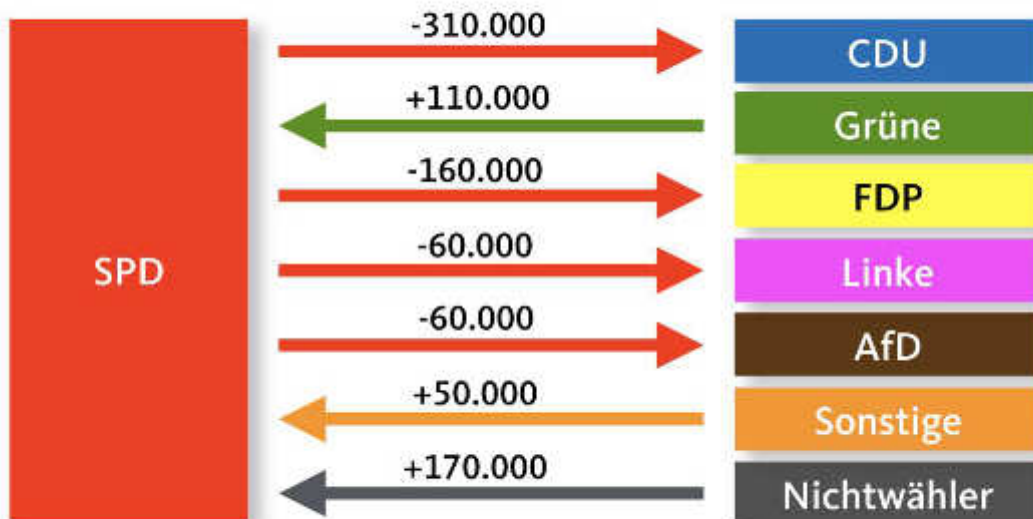 -310.000
CDU
+110.000
Grüne
-160.000
FDP
SPD
-60.000
Linke
-60.000
AfD
+50.000
Sonstige
+170.000
Nichtwähler